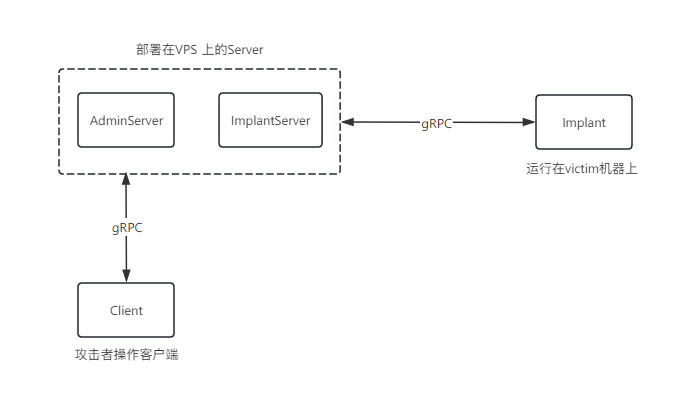 部署在VPS 上的Server
AdminServer
ImplantServer
gRPC
Implant
运行在victim机器上
gRPC
Client
攻击者操作客户端